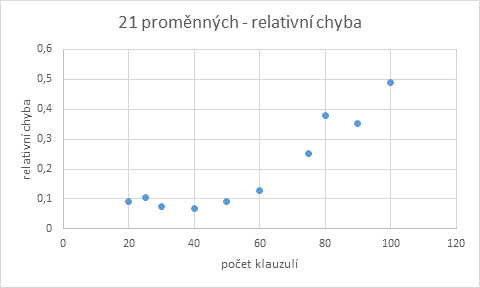 21 proměnných - relativní chyba
0,6
0,5
0,4
0,3
0,2
0,1
0
relativní chyba
0 20 40 60 80 100 120
počet klauzulí